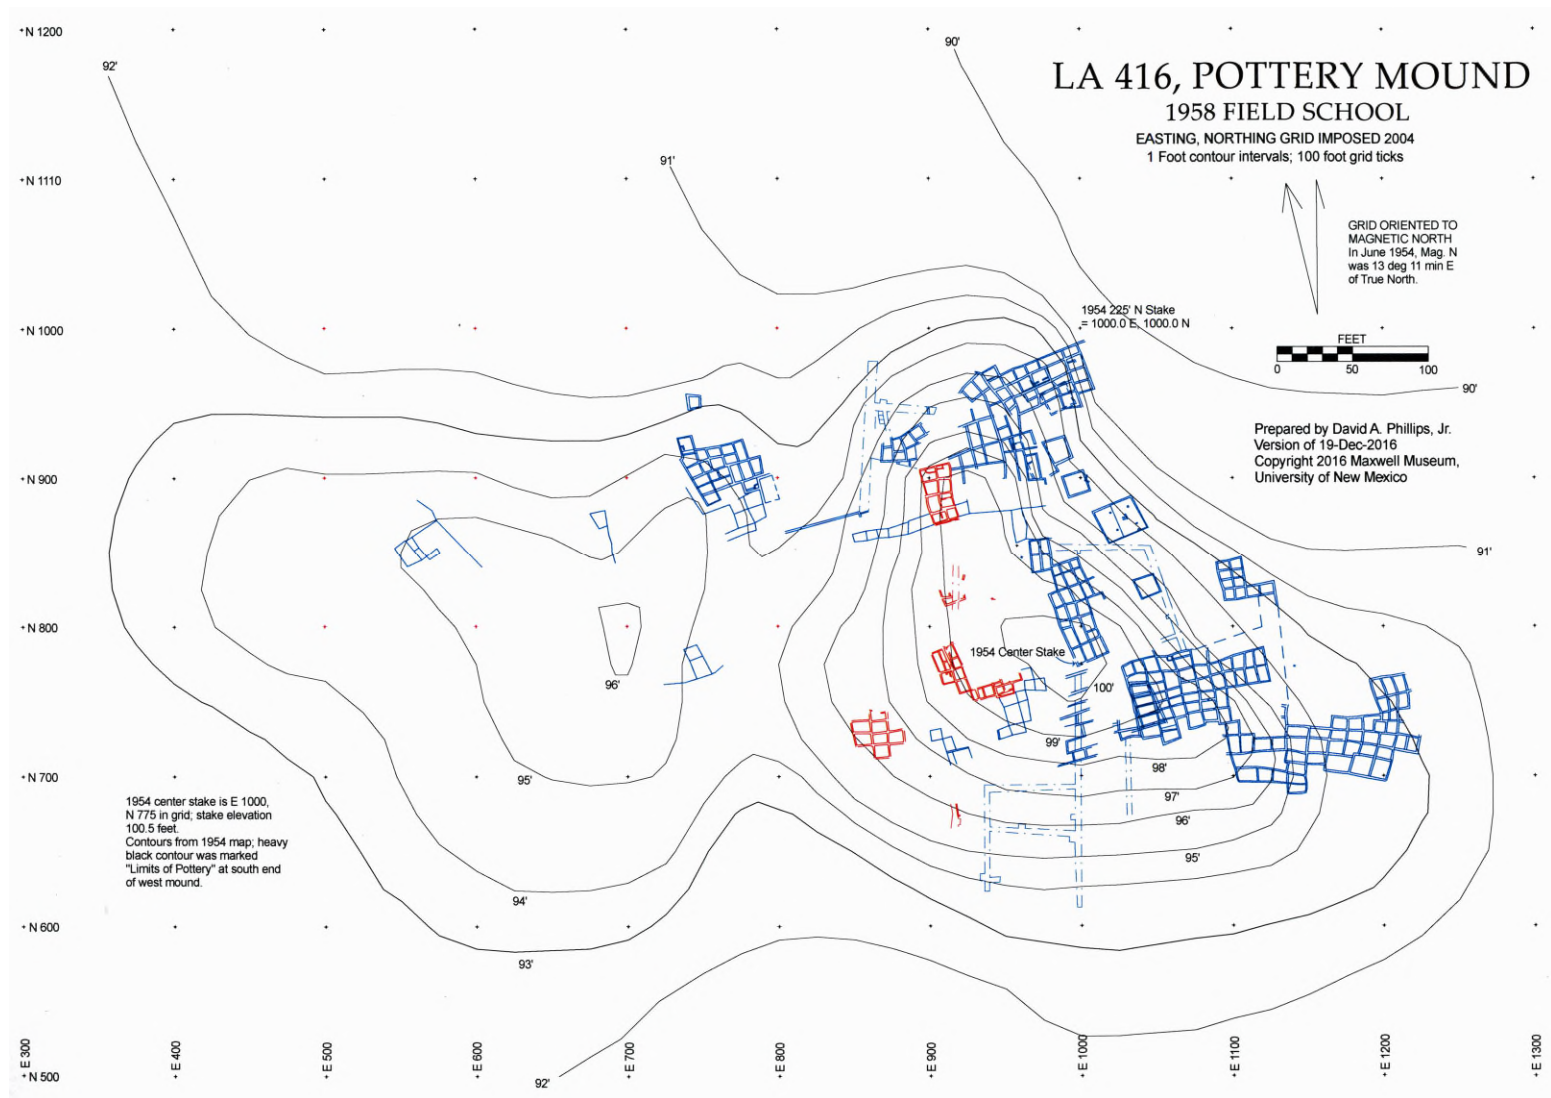 N 1200
92'
90'
LA 416, POTTERY MOUND
1958 FIELD SCHOOL
EASTING, NORTHING GRID IMPOSED 2004
1 Foot contour intervals; 100 foot grid ticks
91'
N 1110
GRID ORIENTED TO
MAGNETIC NORTH
In June 1954, Mag. N
was 13 deg 11 min E
of True North.
1954 225' N Stake
= 1000.0 E, 1000.0 N
N 1000
FEET
0 50 100
90'
Prepared by David A. Phillips, Jr.
Version of 19-Dec-2016
Copyright 2016 Maxwell Museum,
University of New Mexico
N 900
91'
N 800
1954 Center Stake
96'
100'
99'
98'
N 700
95'
97'
96'
1954 center stake is E 1000,
N 775 in grid; stake elevation
100.5 feet.
Contours from 1954 map; heavy
black contour was marked
"Limits of Pottery" at south end
of west mound.
95'
94'
N 600
93'
E 300
E 400
E 500
E 600
E 700
E 800
E 900
E 1000
E 1100
E 1200
E 1300
N 500
92'